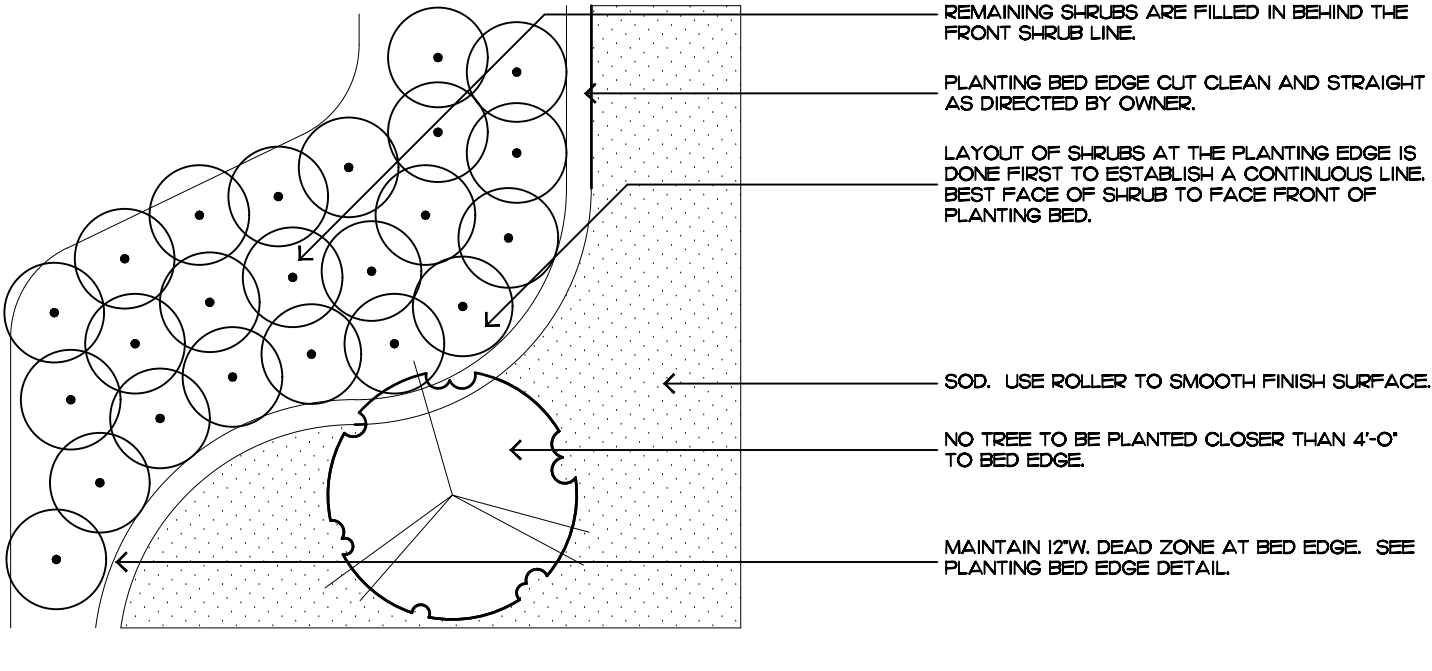 REMAINING SHRUBS ARE FILLED IN BEHIND THE
FRONT SHRUB LINE.
PLANTING BED EDGE CUT CLEAN AND STRAIGHT
AS DIRECTED BY OWNER.
LAYOUT OF SHRUBS AT THE PLANTING EDGE IS
DONE FIRST TO ESTABLISH A CONTINUOUS LINE.
BEST FACE OF SHRUB TO FACE FRONT OF
PLANTING BED.
SOD.  USE ROLLER TO SMOOTH FINISH SURFACE.
NO TREE TO BE PLANTED CLOSER THAN 4'-0"
TO BED EDGE.
MAINTAIN 12"W. DEAD ZONE AT BED EDGE.  SEE
PLANTING BED EDGE DETAIL.